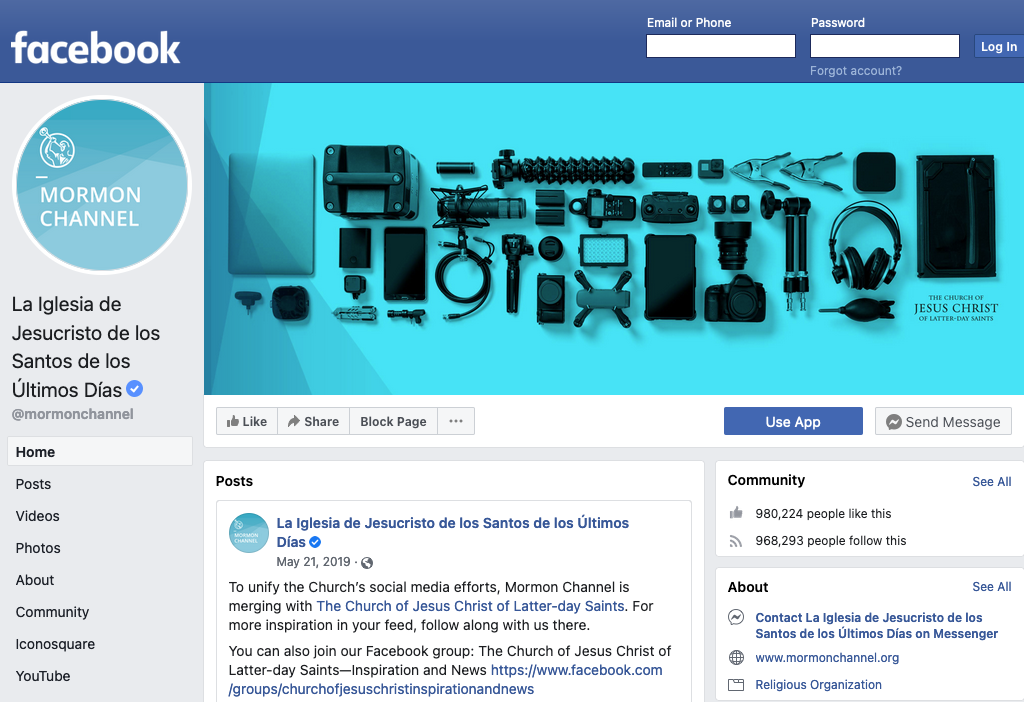 facebook
Email or Phone
Password
Log In
Forgot account?
MORMON
CHANNEL
THE CHURCH OF
JESUS CHRIST
OF LATTER-DAY SAINTS
La Iglesia de
Jesucristo de los
Santos de los
Últimos Días
@mormonchannel
Home
Posts
Videos
Photos
About
Community
Iconosquare
YouTube
Like
Share
Block Page
Use App
Send Message
Posts
MORMON
CHANNEL
La Iglesia de Jesucristo de los Santos de los Últimos
Días
May 21, 2019 ·
To unify the Church's social media efforts, Mormon Channel is
merging with The Church of Jesus Christ of Latter-day Saints. For
more inspiration in your feed, follow along with us there.
You can also join our Facebook group: The Church of Jesus Christ of
Latter-day Saints—Inspiration and News https://www.facebook.com
/groups/churchofjesuschristinspirationandnews
Community
See All
980,224 people like this
968,293 people follow this
About
See All
Contact La Iglesia de Jesucristo de los
Santos de los Últimos Días on Messenger
www.mormonchannel.org
Religious Organization